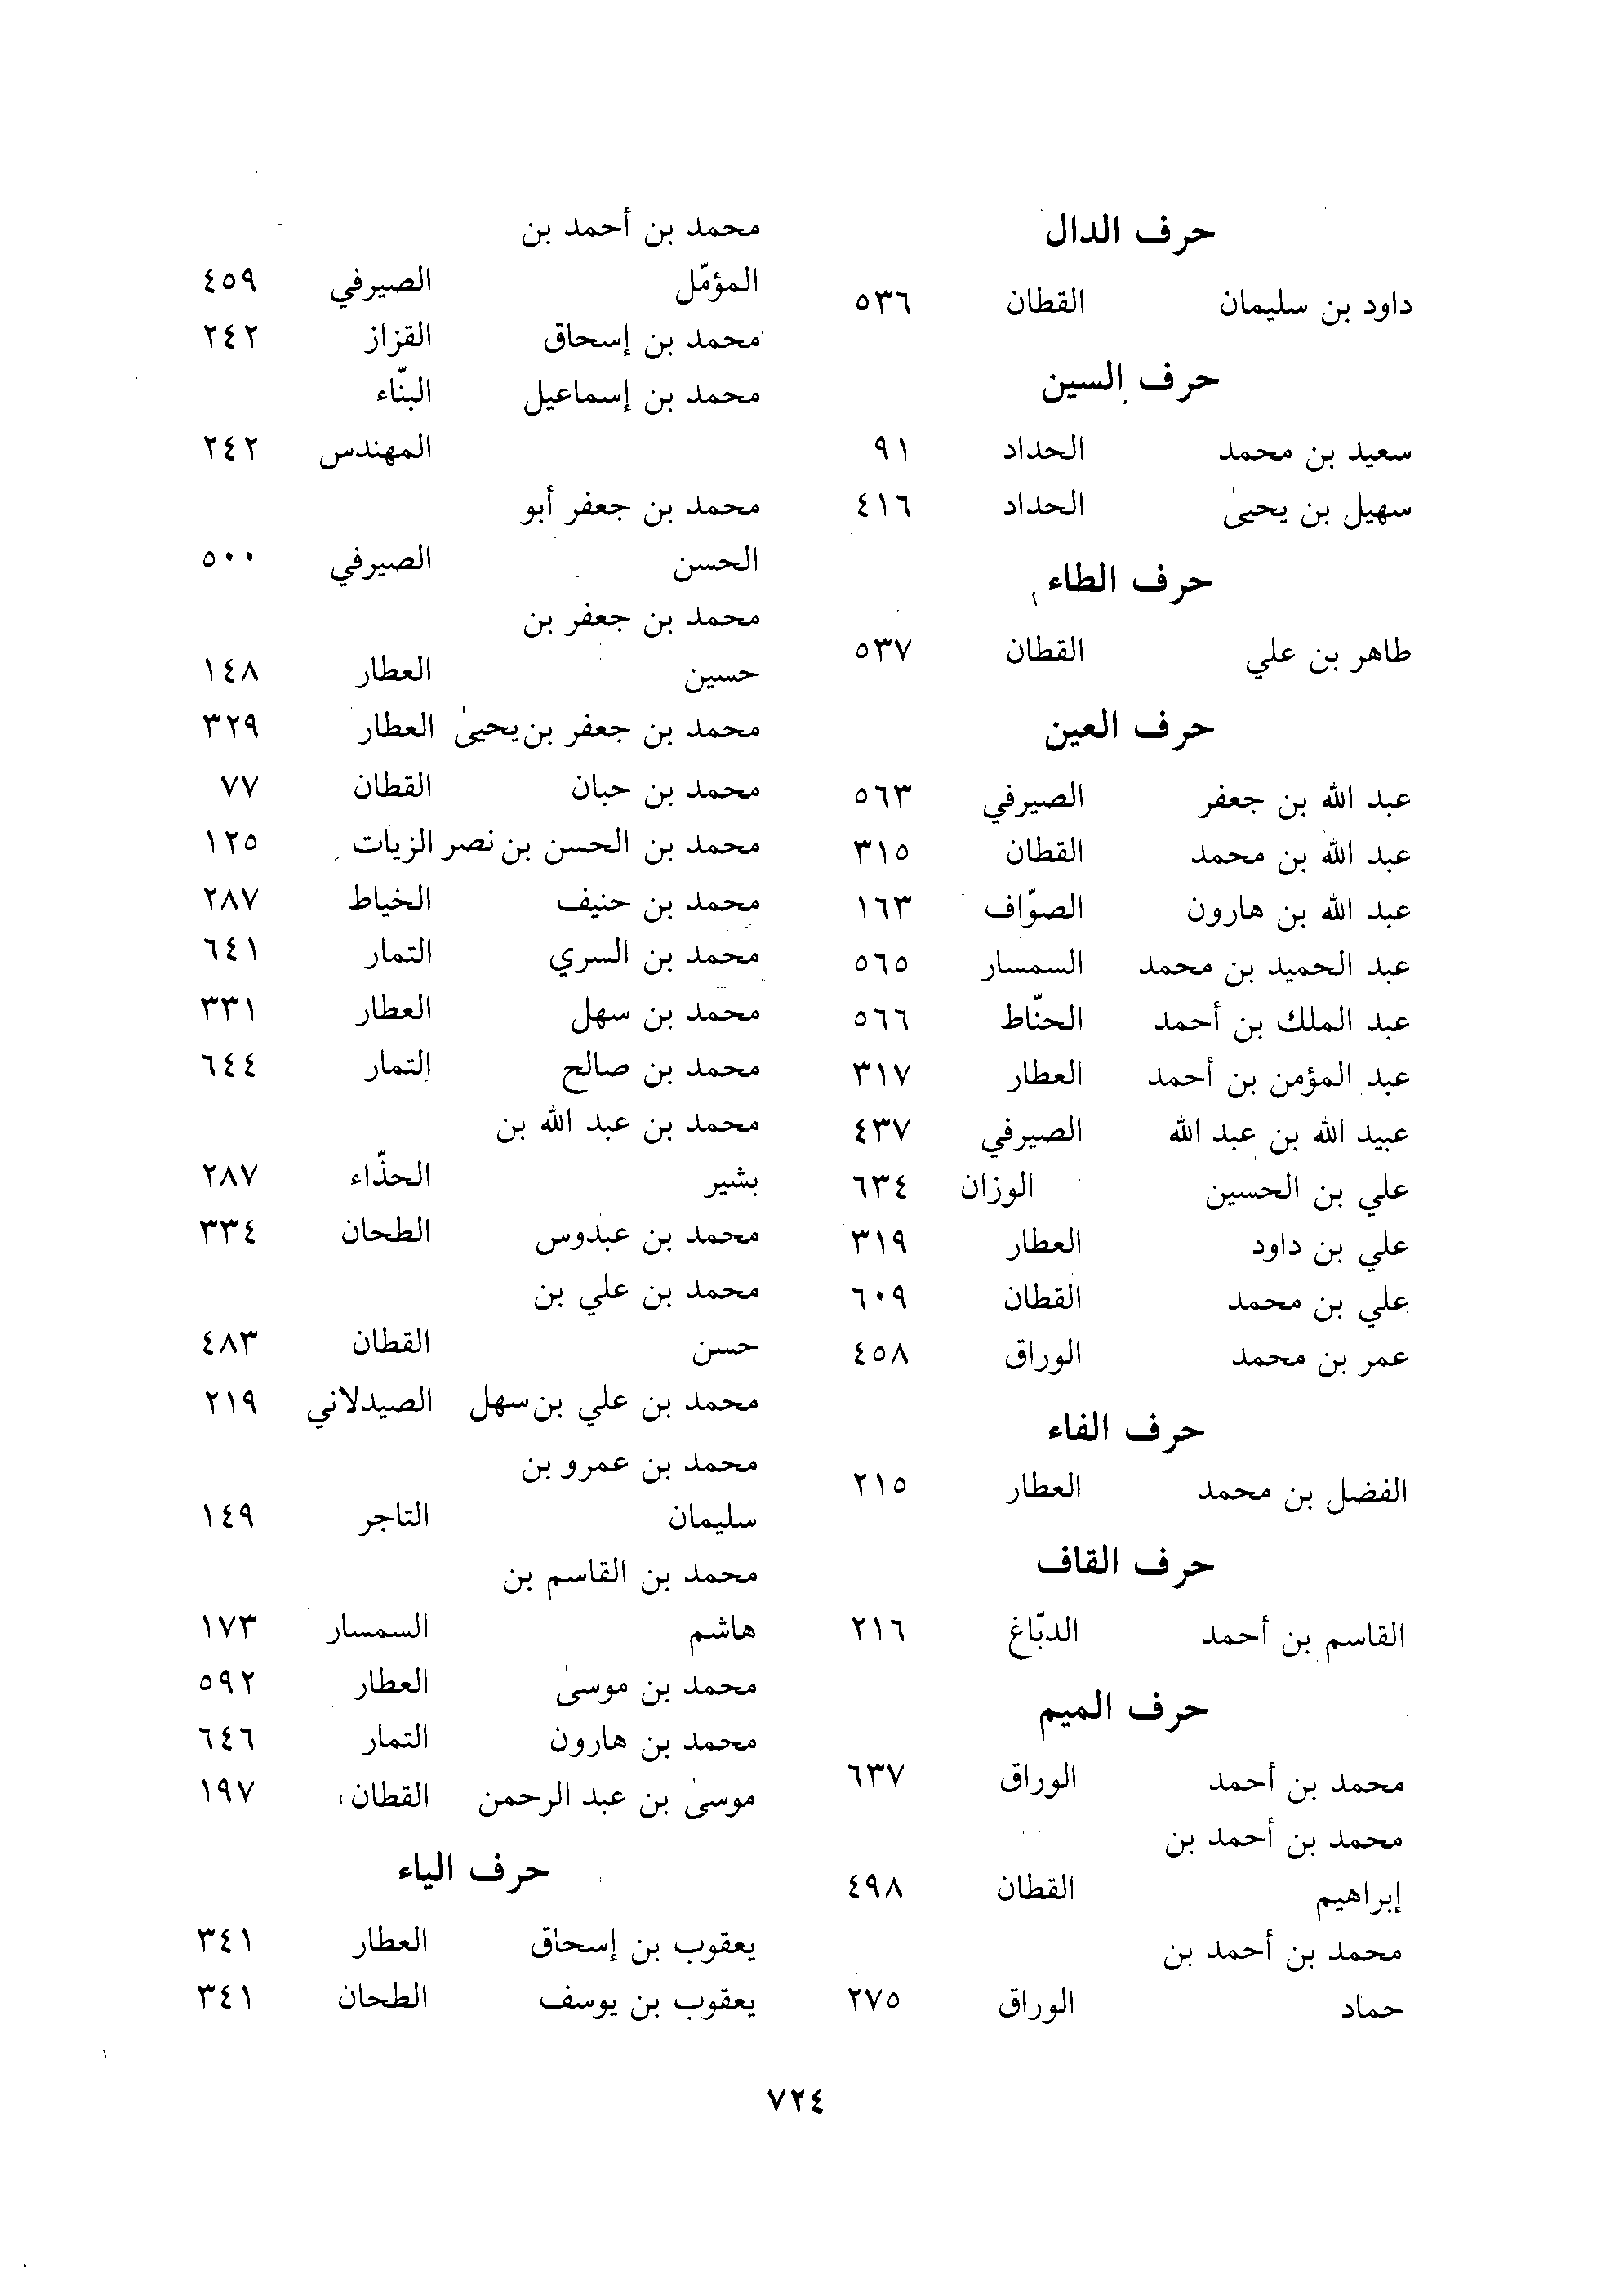 حرف الدال
داود بن سليمان القطان ٥٣٦
حرف السين
سعيد بن محمد الحداد ٩١
سهيل بن يحيىٰ الحداد ٤١٦
حرف الطاء
طاهر بن علي القطان ٥٣٧
حرف العين
عبد الله بن جعفر الصيرفي ٥٦٣
عبد الله بن محمد القطان ٣١٥
عبد الله بن هارون الصوّاف ١٦٣
عبد الحميد بن محمد السمسار ٥٦٥
عبد الملك بن أحمد الحنّاط ٥٦٦
عبد المؤمن بن أحمد العطار ٣١٧
عبيد الله بن عبد الله الصيرفي ٤٣٧
علي بن الحسين الوزان ٦٣٤
علي بن داود العطار ٣١٩
علي بن محمد القطان ٦٠٩
عمر بن محمد الوراق ٤٥٨
حرف الفاء
الفضل بن محمد العطار ٢١٥
حرف القاف
القاسم بن أحمد الدبّاغ ٢١٦
حرف الميم
محمد بن أحمد الوراق ٦٣٧
محمد بن أحمد بن
إبراهيم القطان ٤٩٨
محمد بن أحمد بن
حماد الوراق ٢٧٥
محمد بن أحمد بن
المؤمّل الصيرفي ٤٥٩
محمد بن إسحاق القزاز ٢٤٢
محمد بن إسماعيل البنّاء
المهندس ٢٤٢
محمد بن جعفر أبو
الحسن الصيرفي ٥٠٠
محمد بن جعفر بن
حسين العطار ١٤٨
محمد بن جعفر بن يحيىٰ العطار ٣٢٩
محمد بن حبان القطان ٧٧
محمد بن الحسن بن نصر الزيات ١٢٥
محمد بن حنيف الخياط ٢٨٧
محمد بن السري التمار ٦٤١
محمد بن سهل العطار ٣٣١
محمد بن صالح التمار ٦٤٤
محمد بن عبد الله بن
بشير الحذّاء ٢٨٧
محمد بن عبدوس الطحان ٣٣٤
محمد بن علي بن
حسن القطان ٤٨٣
محمد بن علي بن سهل الصيدلاني ٢١٩
محمد بن عمرو بن
سليمان التاجر ١٤٩
محمد بن القاسم بن
هاشم السمسار ١٧٣
محمد بن موسىٰ العطار ٥٩٢
محمد بن هارون التمار ٦٤٦
موسىٰ بن عبد الرحمن القطان ١٩٧
حرف الياء
يعقوب بن إسحاق العطار ٣٤١
يعقوب بن يوسف الطحان ٣٤١
٧٢٤